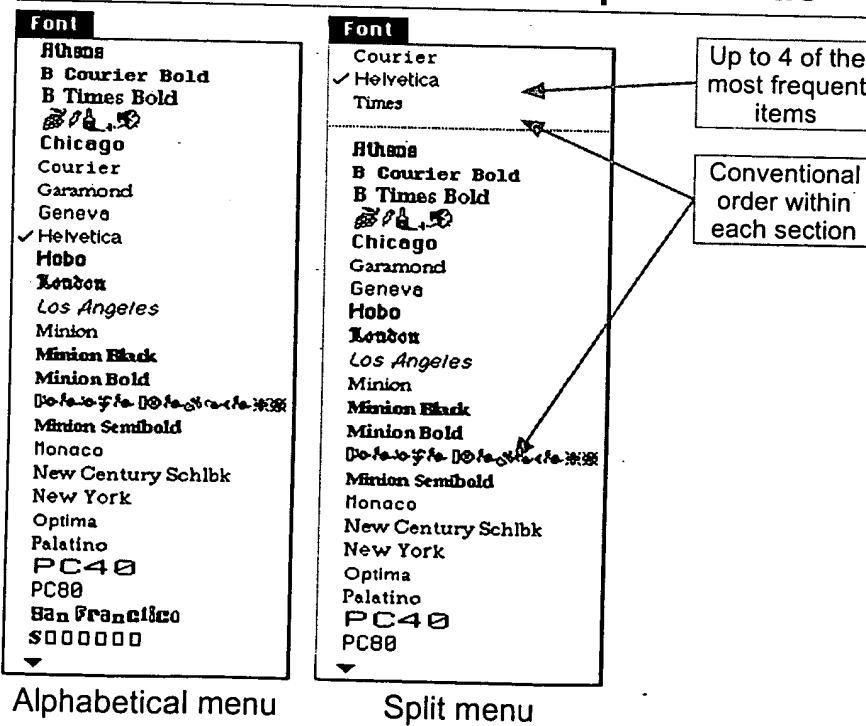 Font
Athens
B Courier Bold
B Times Bold
Chicago
Courier
Garamond
Geneva
✓ Helvetica
Hobo
London
Los Angeles
Minion
Minion Black
Minion Bold
Minion Semibold
Monaco
New Century Schlbk
New York
Optima
Palatino
PC40
PC80
San Francisco
S
Alphabetical menu
Font
Courier
✓ Helvetica
Times
Athens
B Courier Bold
B Times Bold
Chicago
Garamond
Geneva
Hobo
London
Los Angeles
Minion
Minion Black
Minion Bold
Minion Semibold
Monaco
New Century Schlbk
New York
Optima
Palatino
PC40
PC80
Split menu
Up to 4 of the
most frequent
items
Conventional
order within
each section